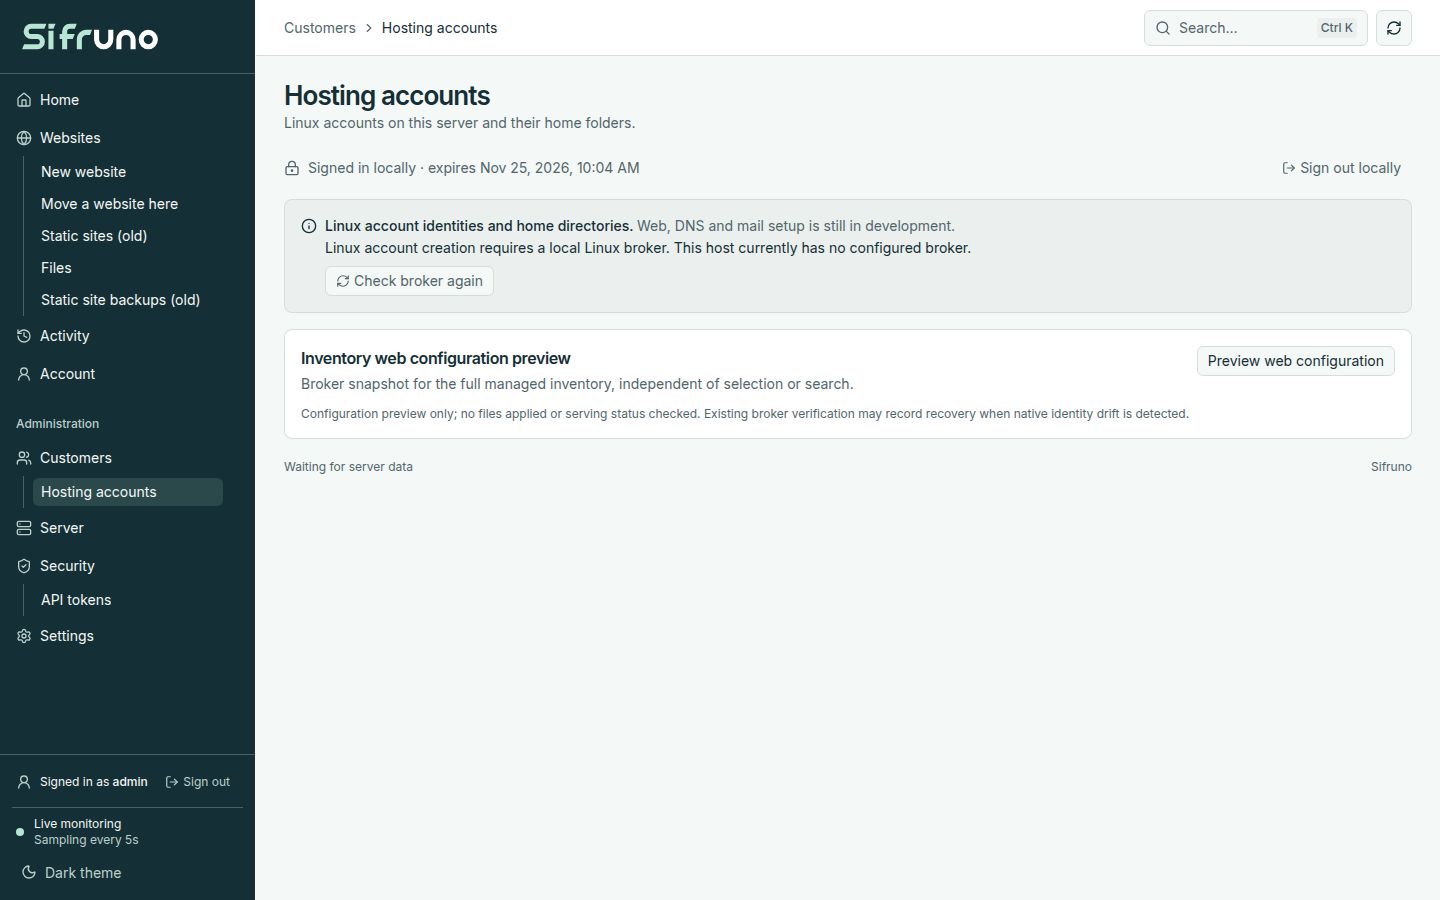 Sifruno
Home
Websites
New website
Move a website here
Static sites (old)
Files
Static site backups (old)
Activity
Account
Administration
Customers
Hosting accounts
Server
Security
API tokens
Settings
Signed in as admin
Sign out
Live monitoring
Sampling every 5s
Dark theme
Customers > Hosting accounts
Search...
Ctrl K
Hosting accounts
Linux accounts on this server and their home folders.
Signed in locally · expires Nov 25, 2026, 10:04 AM
Sign out locally
Linux account identities and home directories. Web, DNS and mail setup is still in development.
Linux account creation requires a local Linux broker. This host currently has no configured broker.
Check broker again
Inventory web configuration preview
Preview web configuration
Broker snapshot for the full managed inventory, independent of selection or search.
Configuration preview only; no files applied or serving status checked. Existing broker verification may record recovery when native identity drift is detected.
Waiting for server data
Sifruno